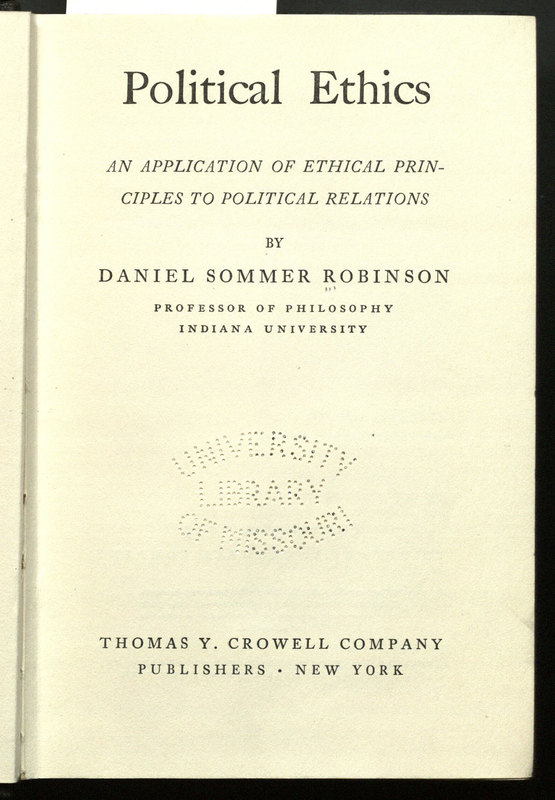 Political Ethics
AN APPLICATION OF ETHICAL PRIN-
CIPLES TO POLITICAL RELATIONS
BY
DANIEL SOMMER ROBINSON
PROFESSOR OF PHILOSOPHY
INDIANA UNIVERSITY
UNIVERSITY
LIBRARY
OF MISSOURI
THOMAS Y. CROWELL COMPANY
PUBLISHERS · NEW YORK